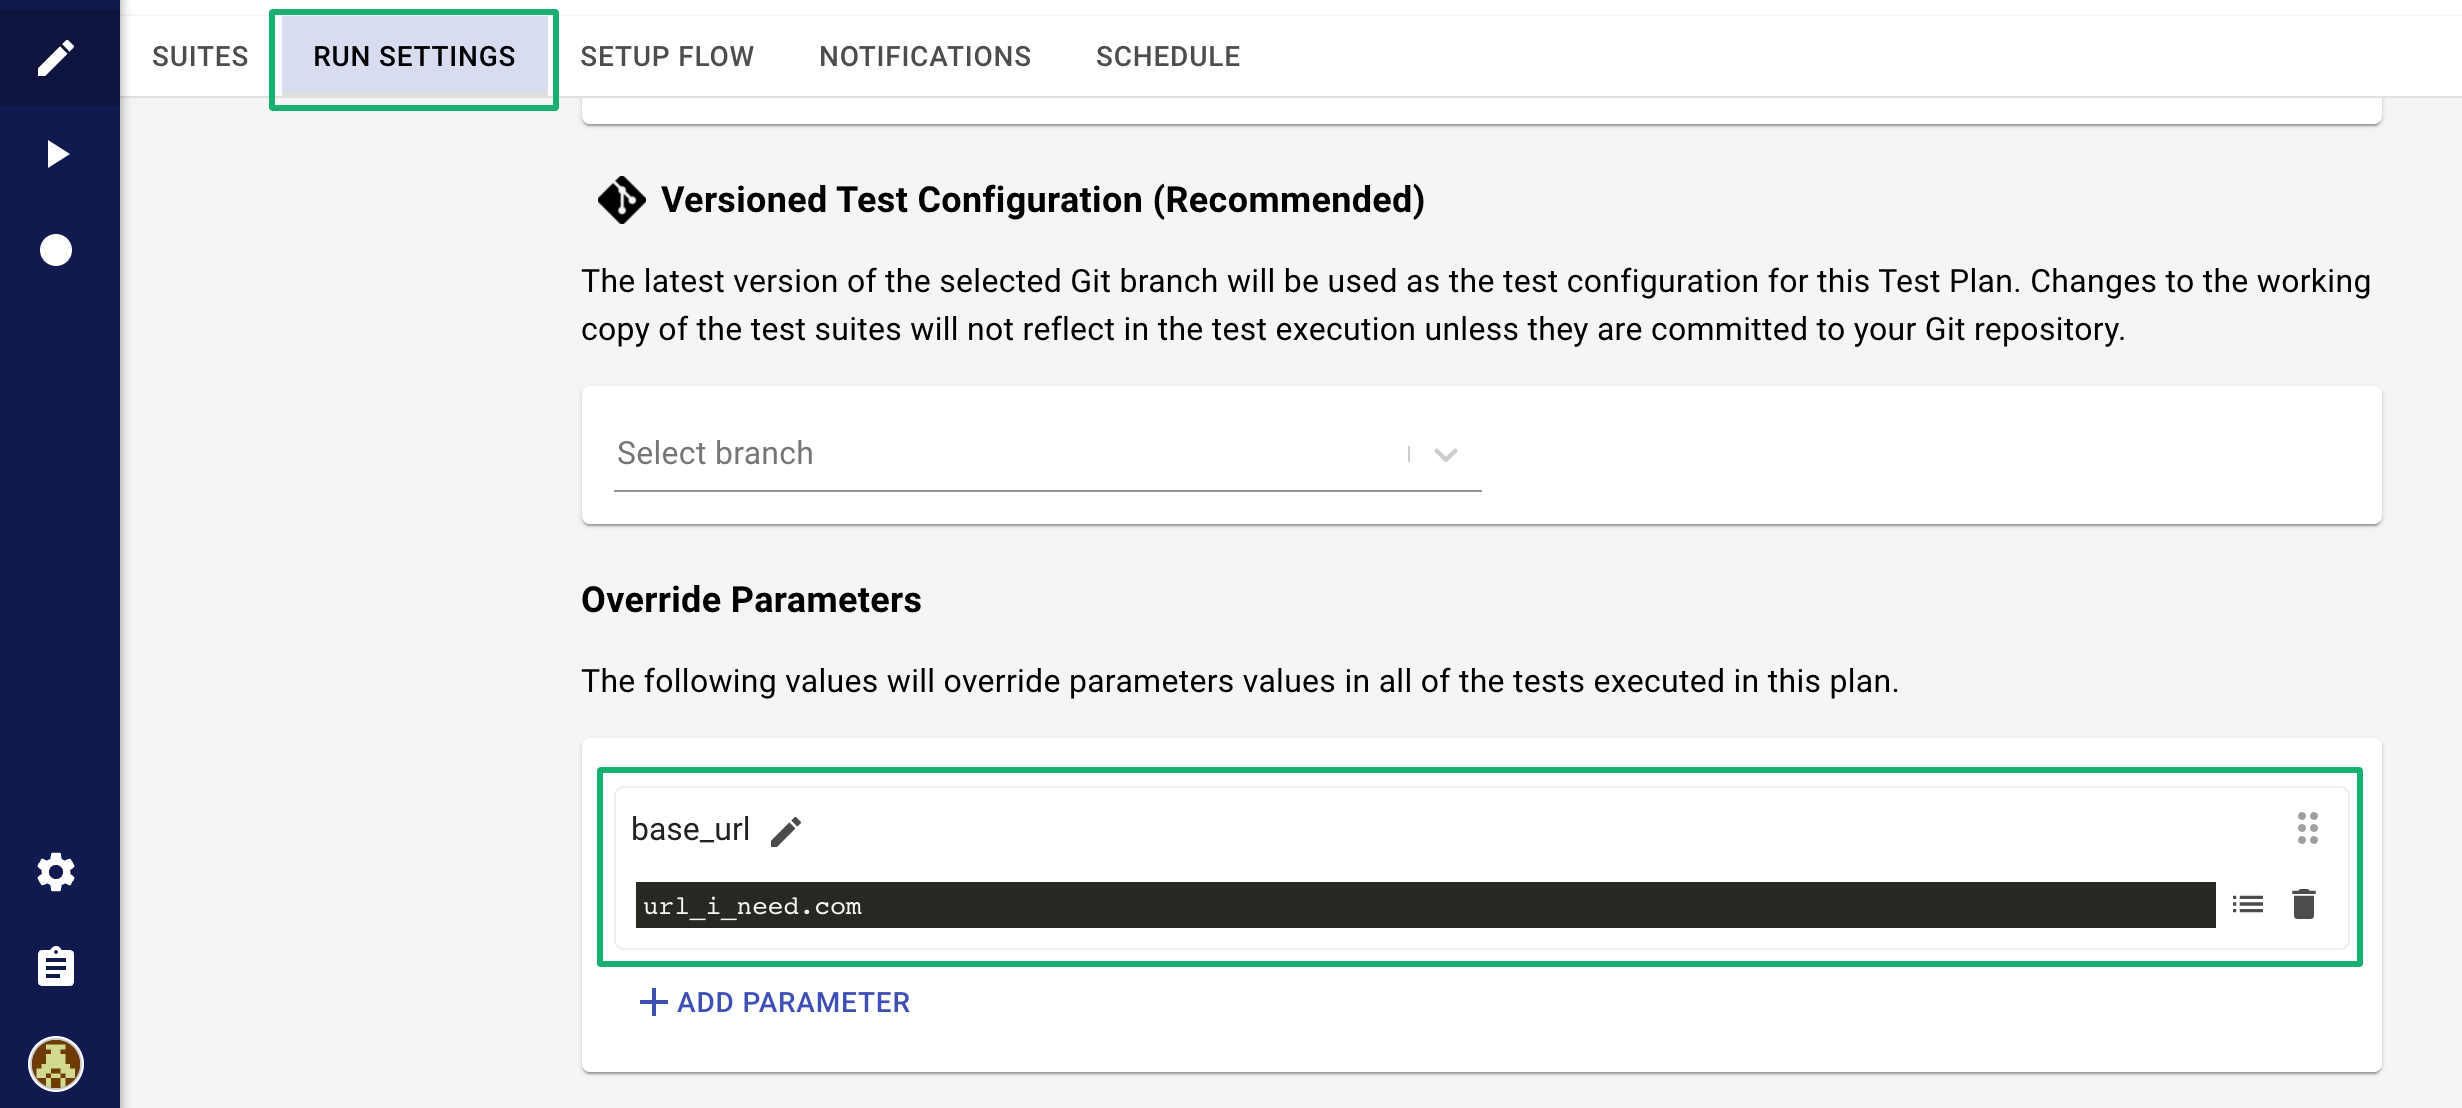 SUITES
RUN SETTINGS
SETUP FLOW
NOTIFICATIONS
SCHEDULE
Versioned Test Configuration (Recommended)
The latest version of the selected Git branch will be used as the test configuration for this Test Plan. Changes to the working
copy of the test suites will not reflect in the test execution unless they are committed to your Git repository.
Select branch
Override Parameters
The following values will override parameters values in all of the tests executed in this plan.
base_url
url_i_need.com
ADD PARAMETER